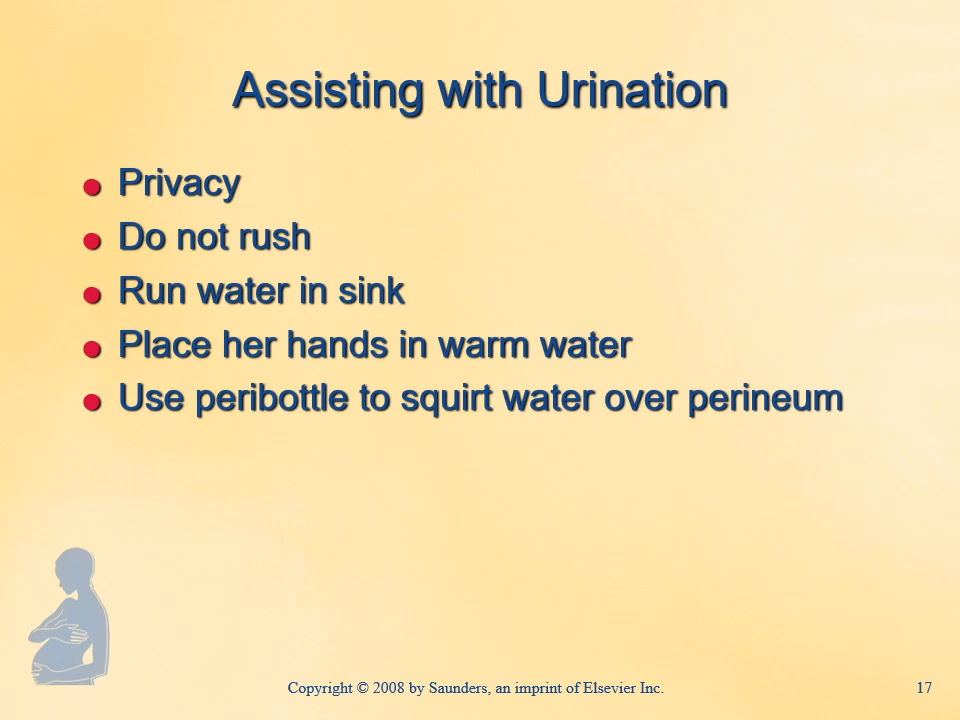 Assisting with Urination
Privacy
Do not rush
Run water in sink
Place her hands in warm water
Use peribottle to squirt water over perineum
Copyright © 2008 by Saunders, an imprint of Elsevier Inc.
17